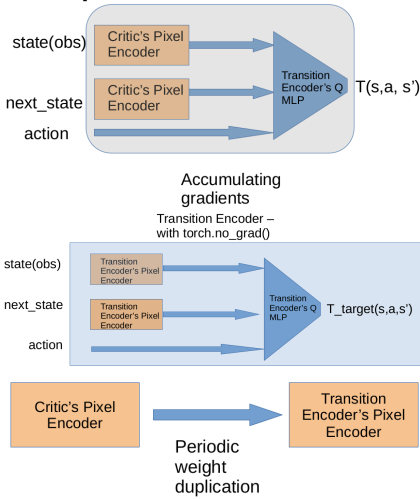 state(obs)
Critic's Pixel
Encoder
next_state
Critic's Pixel
Encoder
action
Transition
Encoder's Q
MLP
T(s,a, s')
Accumulating
gradients
Transition Encoder –
with torch.no_grad()
state(obs)
Transition
Encoder's Pixel
Encoder
next_state
Transition
Encoder's Pixel
Encoder
action
Transition
Encoder's Q
MLP
T_target(s,a,s')
Critic's Pixel
Encoder
Transition
Encoder's Pixel
Encoder
Periodic
weight
duplication